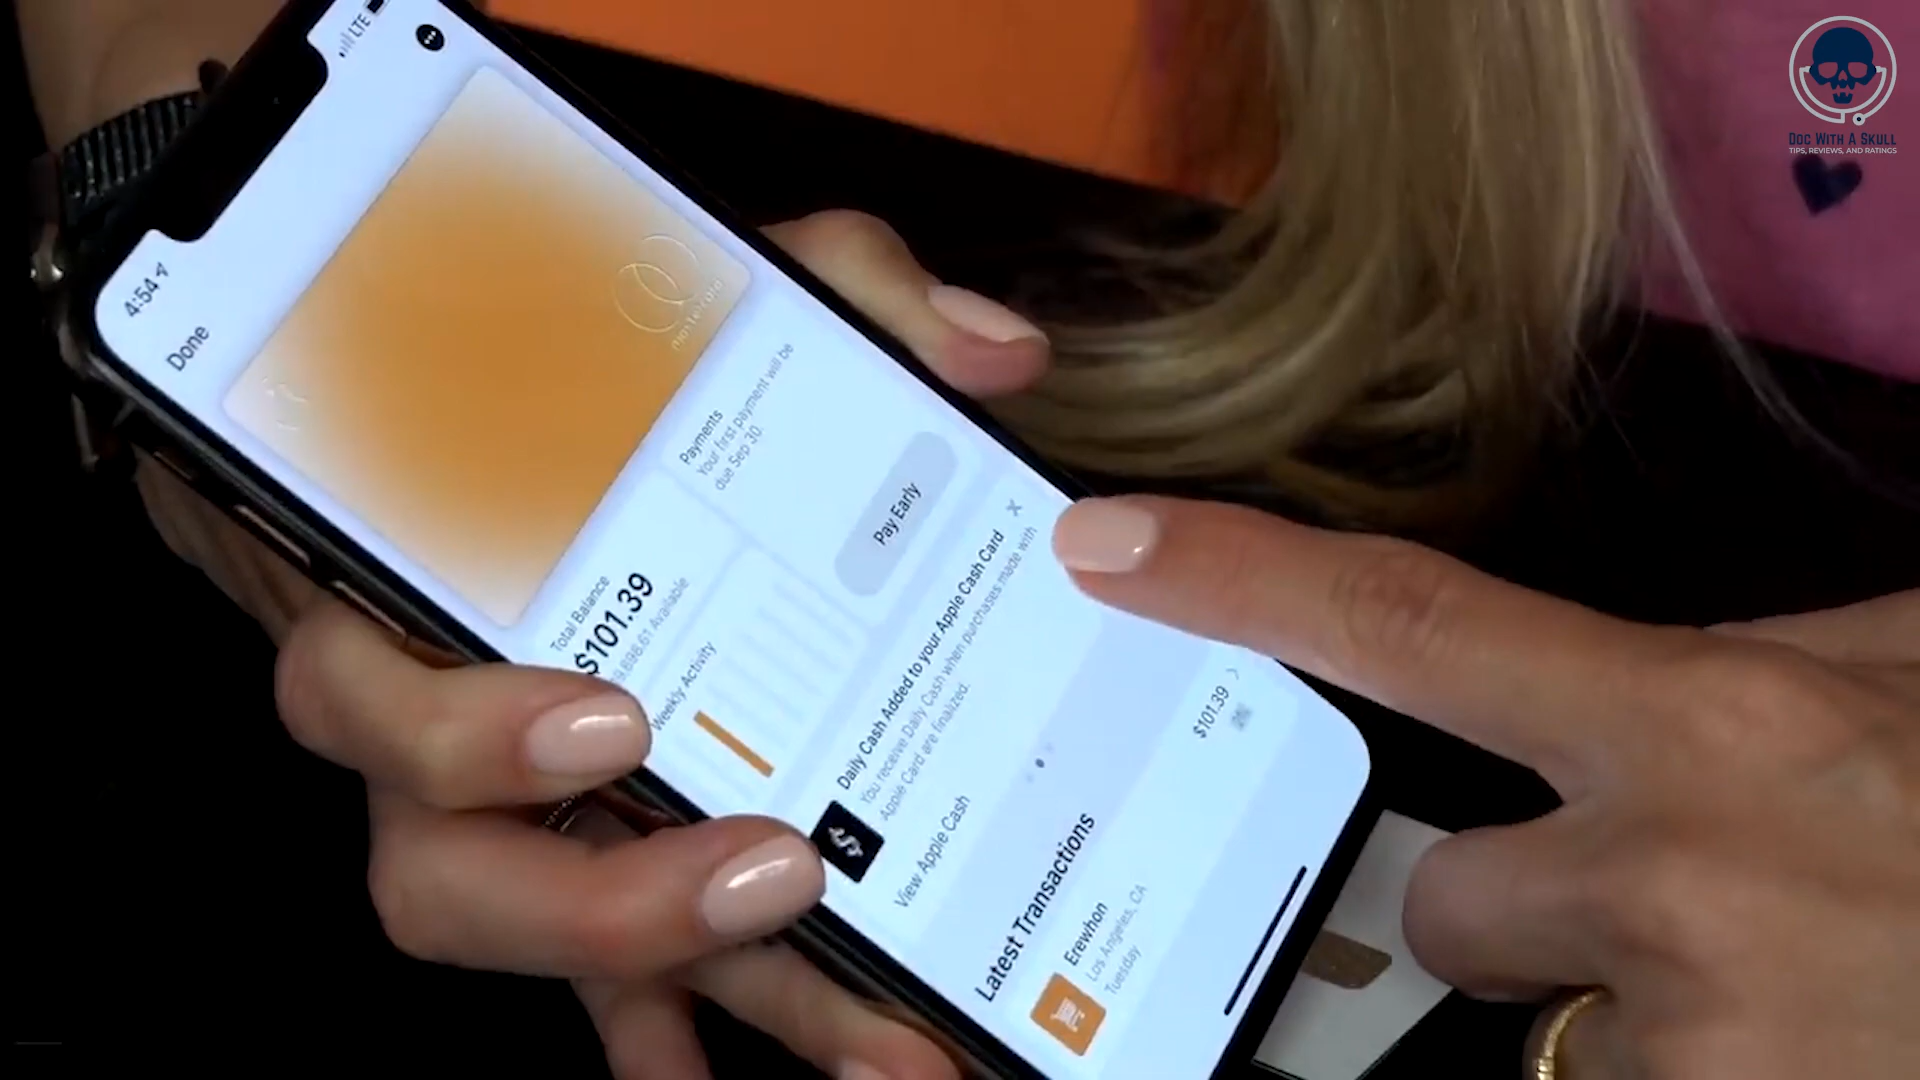 LTE
4:54
Done
mastercard
Total Balance
$101.39
Weekly Activity
Payments
Your first payment will be
due Sep 30.
Pay Early
Daily Cash Added to your Apple Cash Card
You receive Daily Cash when purchases made with
Apple Card are finalized.
View Apple Cash
Latest Transactions
Erewhon
Los Angeles, CA
Tuesday
$101.39
2%
DOC WITH A SKULL
TIPS, REVIEWS, AND RATINGS